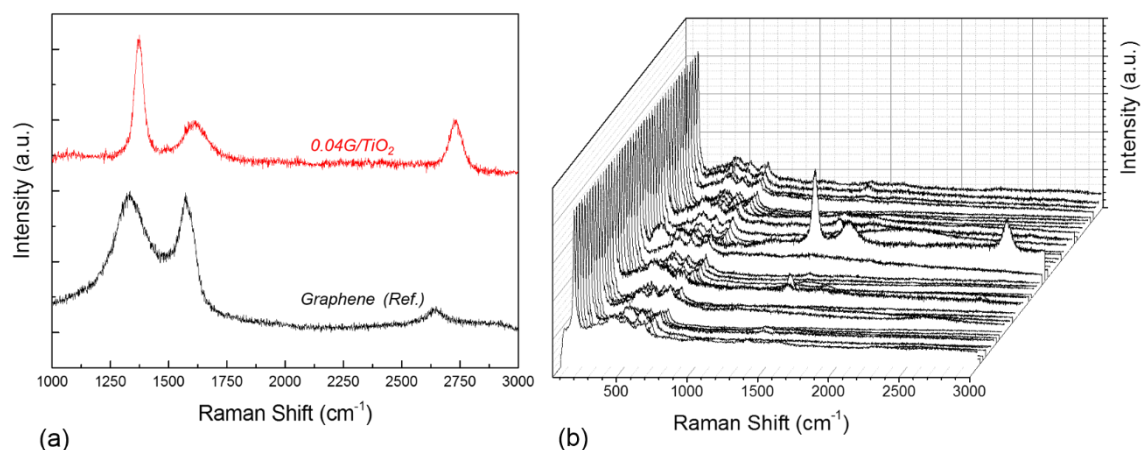 Intensity (a.u.)
0.04G/TiO2
Graphene (Ref.)
1000 1250 1500 1750 2000 2250 2500 2750 3000
Raman Shift (cm-1)
(a)
Intensity (a.u.)
500 1000 1500 2000 3000
Raman Shift (cm-1)
(b)